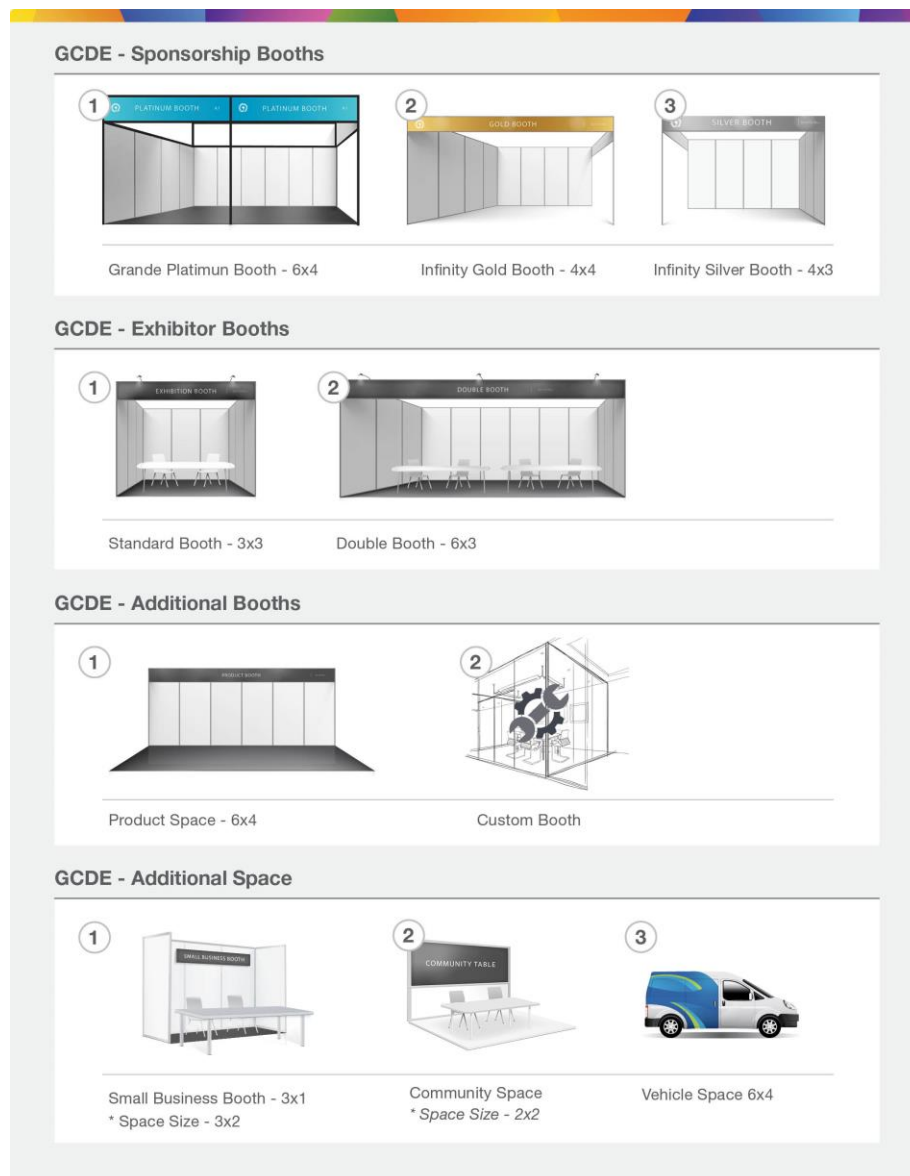 GCDE - Sponsorship Booths
1
PLATINUM BOOTH
PLATINUM BOOTH
2
GOLD BOOTH
3
SILVER BOOTH
Grande Platimun Booth - 6x4
Infinity Gold Booth - 4x4
Infinity Silver Booth - 4x3
GCDE - Exhibitor Booths
1
EXHIBITION BOOTH
2
DOUBLE BOOTH
Standard Booth - 3x3
Double Booth - 6x3
GCDE - Additional Booths
1
PRODUCT BOOTH
2
Product Space - 6x4
Custom Booth
GCDE - Additional Space
1
SMALL BUSINESS BOOTH
2
COMMUNITY TABLE
3
Small Business Booth - 3x1
* Space Size - 3x2
Community Space
* Space Size - 2x2
Vehicle Space 6x4